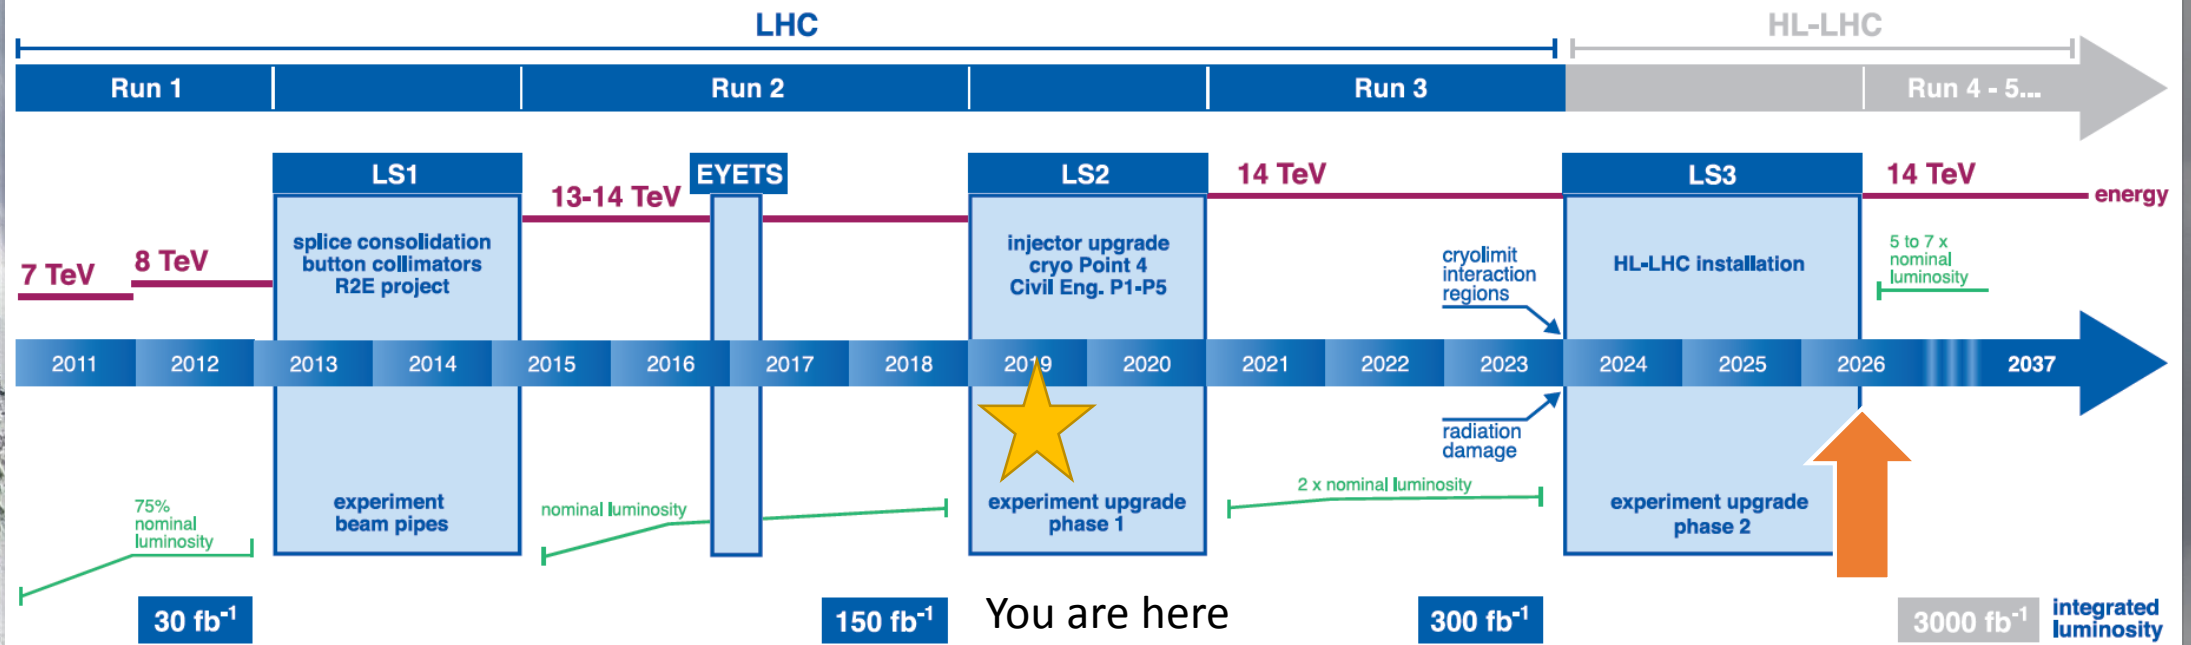 LHC
HL-LHC
Run 1
Run 2
Run 3
Run 4 - 5...
LS1
EYETS
LS2
14 TeV
LS3
14 TeV
energy
13-14 TeV
splice consolidation
button collimators
R2E project
injector upgrade
cryo Point 4
Civil Eng. P1-P5
cryolimit
interaction
regions
HL-LHC installation
5 to 7 x
nominal
luminosity
7 TeV
8 TeV
2011
2012
2013
2014
2015
2016
2017
2018
2019
2020
2021
2022
2023
2024
2025
2026
2037
radiation
damage
75%
nominal
luminosity
experiment
beam pipes
nominal luminosity
experiment upgrade
phase 1
2 x nominal luminosity
experiment upgrade
phase 2
30 fb⁻¹
150 fb⁻¹
You are here
300 fb⁻¹
3000 fb⁻¹
integrated
luminosity